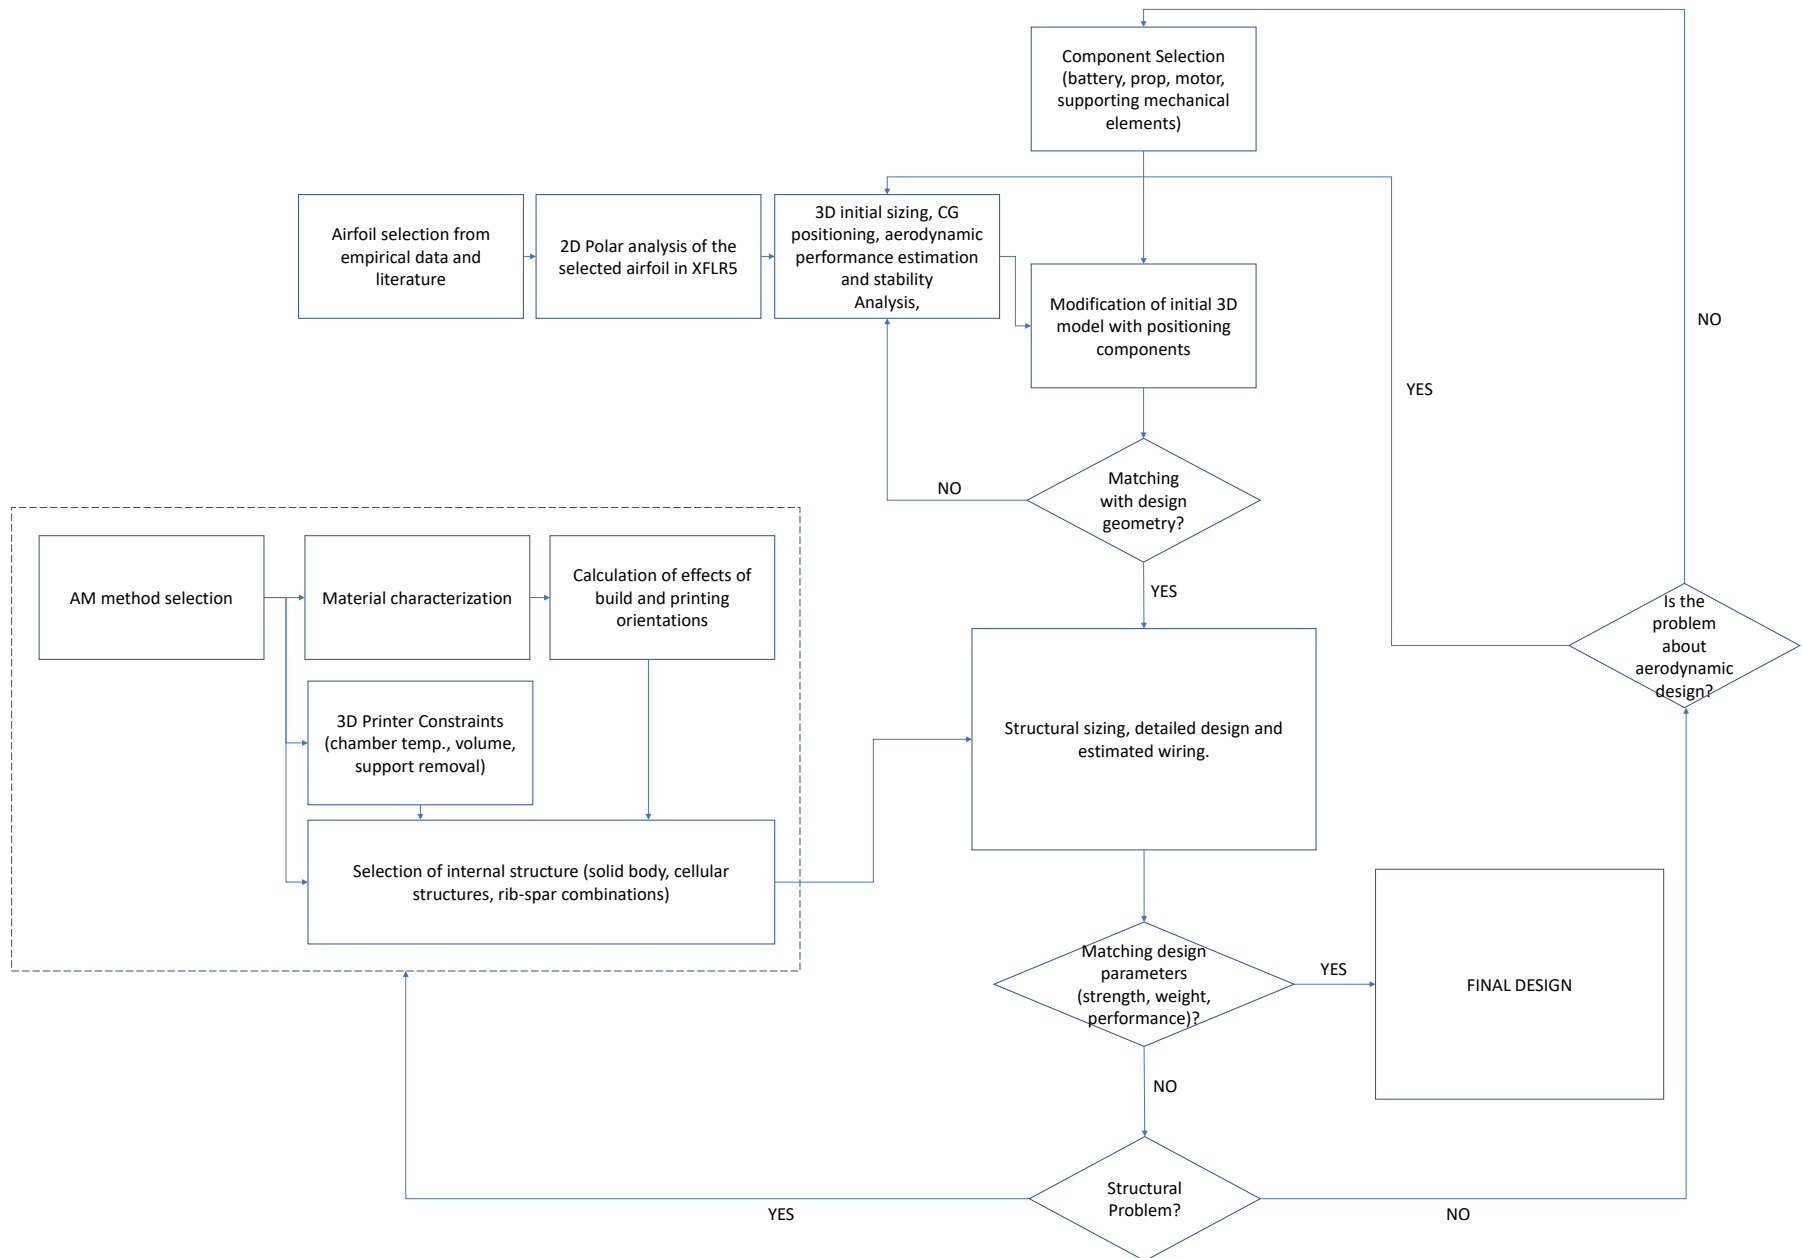 Component Selection
(battery, prop, motor,
supporting mechanical
elements)
Airfoil selection from
empirical data and
literature
2D Polar analysis of the
selected airfoil in XFLR5
3D initial sizing, CG
positioning, aerodynamic
performance estimation
and stability
Analysis,
Modification of initial 3D
model with positioning
components
NO
YES
Matching
with design
geometry?
NO
YES
AM method selection
Material characterization
Calculation of effects of
build and printing
orientations
3D Printer Constraints
(chamber temp., volume,
support removal)
Selection of internal structure (solid body, cellular
structures, rib-spar combinations)
Structural sizing, detailed design and
estimated wiring.
Is the
problem
about
aerodynamic
design?
Matching design
parameters
(strength, weight,
performance)?
YES
FINAL DESIGN
NO
Structural
Problem?
YES
NO